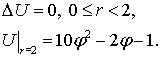 ΔU = 0, 0 ≤ r < 2,
U|ᵣ₌₂ = 10φ² − 2φ − 1.